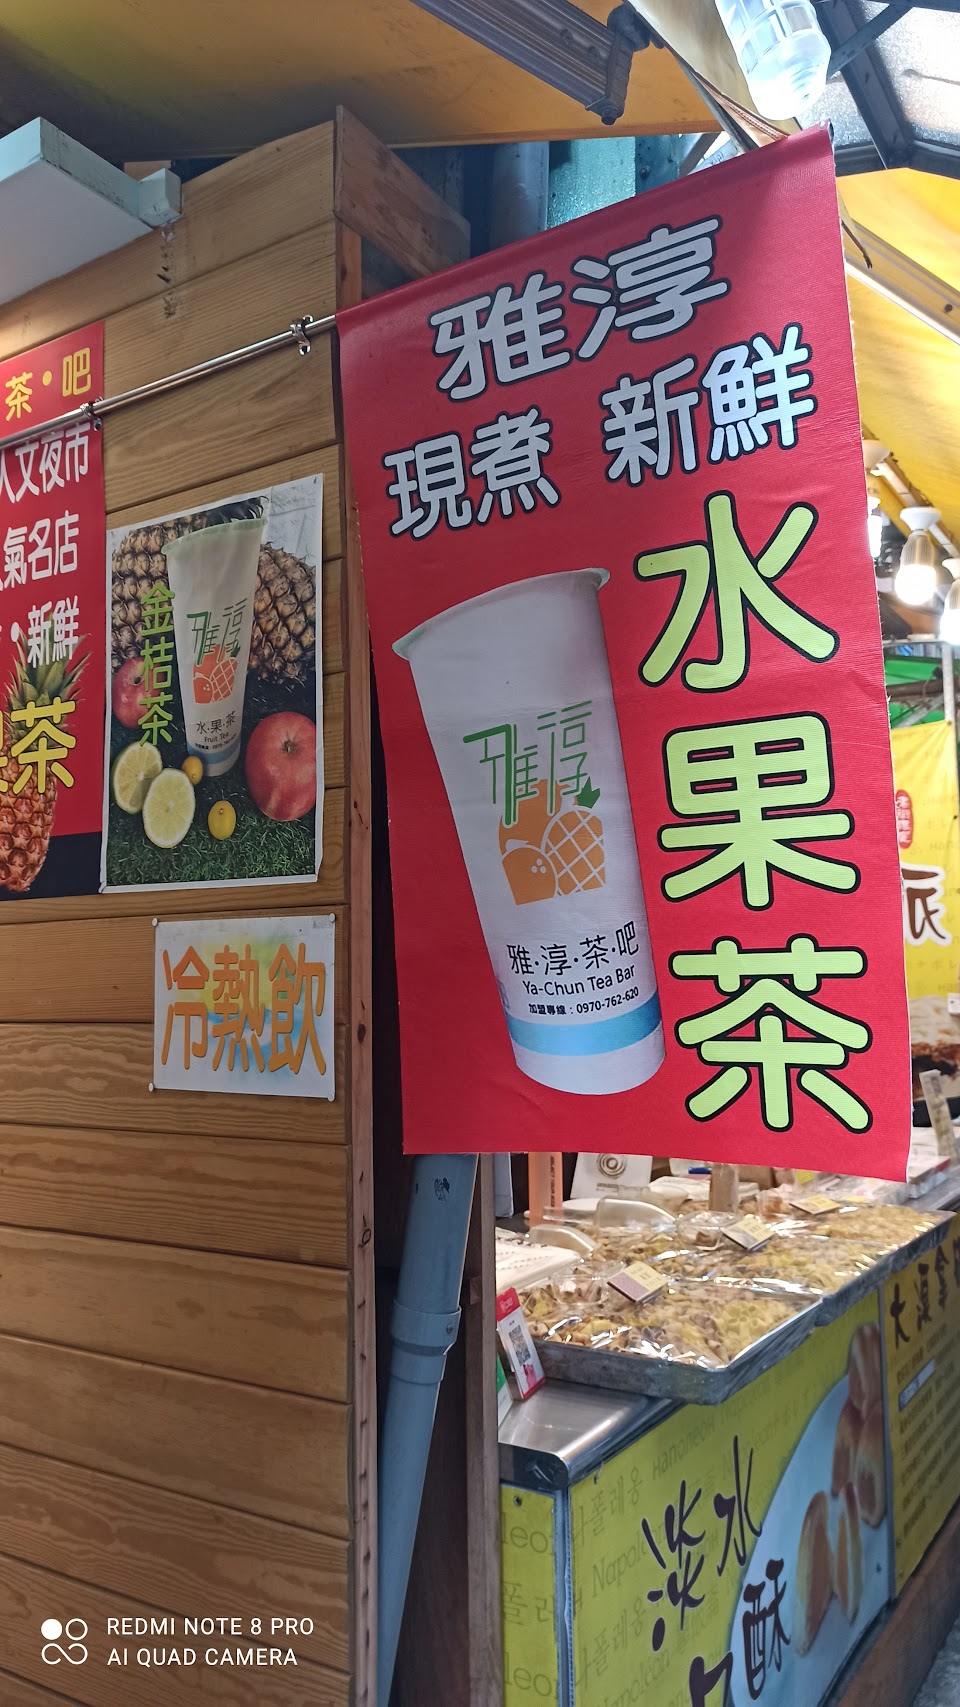 雅淳
現煮 新鮮
水果茶
雅淳
雅·淳·茶·吧
Ya-Chun Tea Bar
加盟專線：0970-762-620
茶·吧
人文夜市
氣名店
·新鮮
果茶
金桔茶
雅淳
水·果·茶
Fruit Tea
冷熱飲
淡水
酥
大
REDMI NOTE 8 PRO
AI QUAD CAMERA